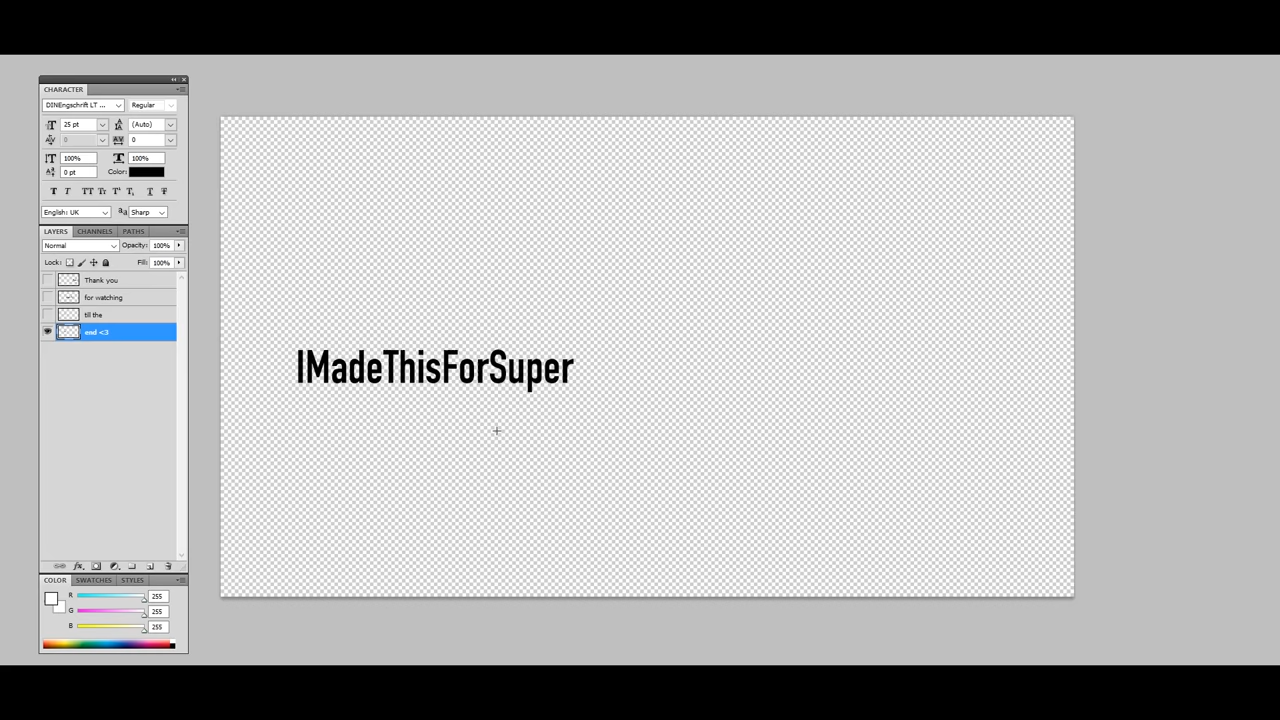 CHARACTER
DINEngschrift LT ... Regular
25 pt (Auto)
0 0
100% 100%
0 pt Color:
English: UK Sharp
LAYERS CHANNELS PATHS
Normal Opacity: 100%
Lock: Fill: 100%
Thank you
for watching
till the
end <3
COLOR SWATCHES STYLES
R 255
G 255
B 255
IMadeThisForSuper